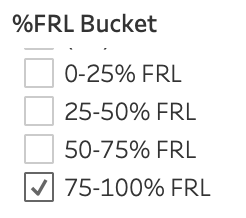 %FRL Bucket
0-25% FRL
25-50% FRL
50-75% FRL
75-100% FRL